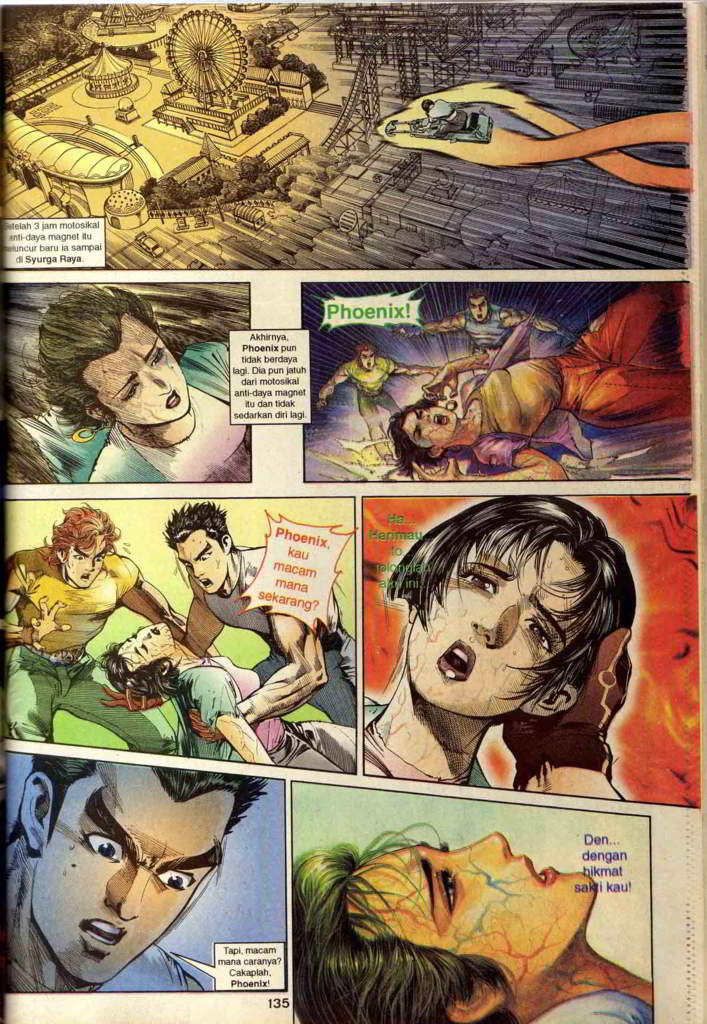 Setelah 3 jam motosikal
anti-daya magnet itu
meluncur baru ia sampai
di Syurga Raya.
Phoenix!
Akhirnya,
Phoenix pun
tidak berdaya
lagi. Dia pun jatuh
dari motosikal
anti-daya magnet
itu dan tidak
sedarkan diri lagi.
Phoenix,
kau
macam
mana
sekarang?
Ha...
Harimau,
to...
tolonglah
aku ini.
Tapi, macam
mana caranya?
Cakaplah,
Phoenix!
Den...
dengan
hikmat
sakti kau!
135